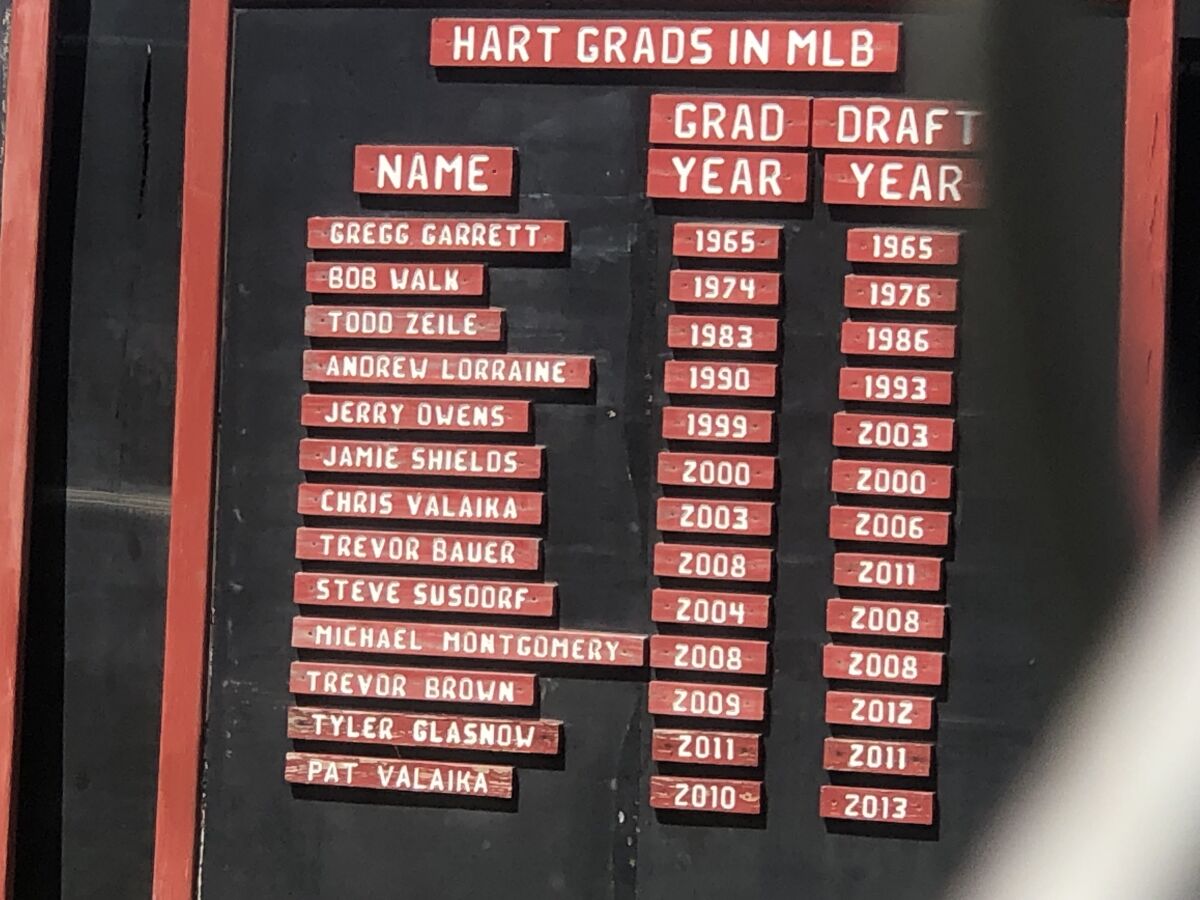 HART GRADS IN MLB
GRAD DRAFT
NAME YEAR YEAR
GREGG GARRETT 1965 1965
BOB WALK 1974 1976
TODD ZEILE 1983 1986
ANDREW LORRAINE 1990 1993
JERRY OWENS 1999 2003
JAMIE SHIELDS 2000 2000
CHRIS VALAIKA 2003 2006
TREVOR BAUER 2008 2011
STEVE SUSDORF 2004 2008
MICHAEL MONTGOMERY 2008 2008
TREVOR BROWN 2009 2012
TYLER GLASNOW 2011 2011
PAT VALAIKA 2010 2013